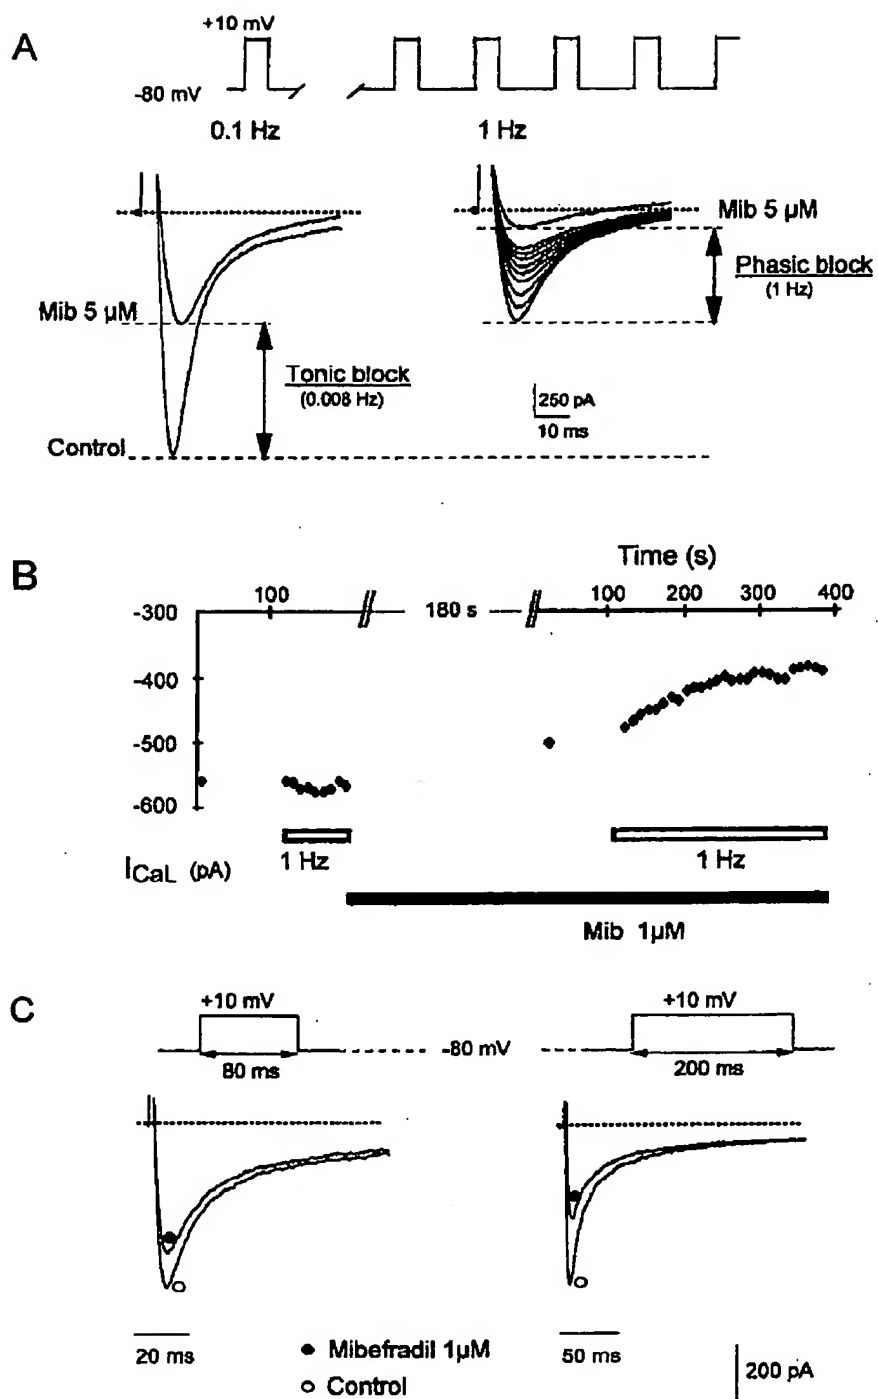 A
+10 mV
-80 mV
0.1 Hz
1 Hz
Mib 5 µM
Phasic block
(1 Hz)
Mib 5 µM
Tonic block
(0.008 Hz)
250 pA
10 ms
Control
B
Time (s)
100
180 s
100 200 300 400
-300
-400
-500
-600
1 Hz
1 Hz
ICaL (pA)
Mib 1µM
C
+10 mV
+10 mV
-80 mV
80 ms
200 ms
20 ms
50 ms
Mibefradil 1µM
Control
200 pA